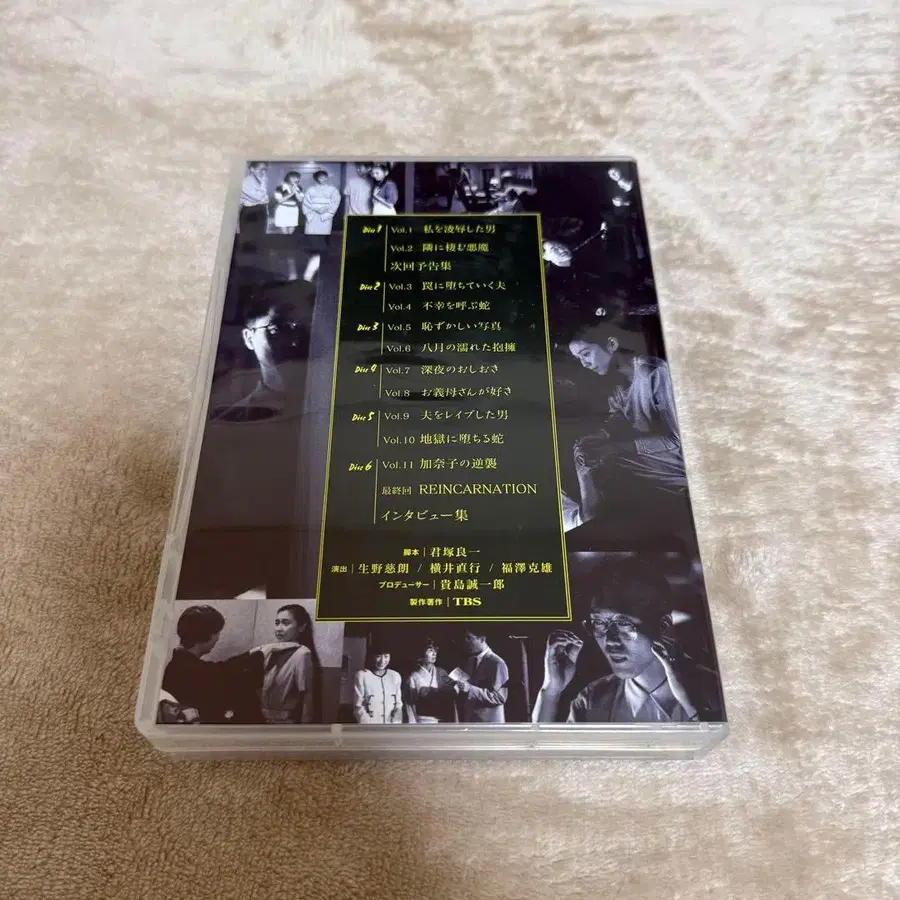 Disc 1 Vol.1 私を凌辱した男
Vol.2 隣に棲む悪魔
次回予告集
Disc 2 Vol.3 罠に堕ちていく夫
Vol.4 不幸を呼ぶ蛇
Disc 3 Vol.5 恥ずかしい写真
Vol.6 八月の濡れた抱擁
Disc 4 Vol.7 深夜のおしおき
Vol.8 お義母さんが好き
Disc 5 Vol.9 夫をレイプした男
Vol.10 地獄に堕ちる蛇
Disc 6 Vol.11 加奈子の逆襲
最終回 REINCARNATION
インタビュー集
脚本|君塚良一
演出|生野慈朗 / 横井直行 / 福澤克雄
プロデューサー|貴島誠一郎
製作著作|TBS